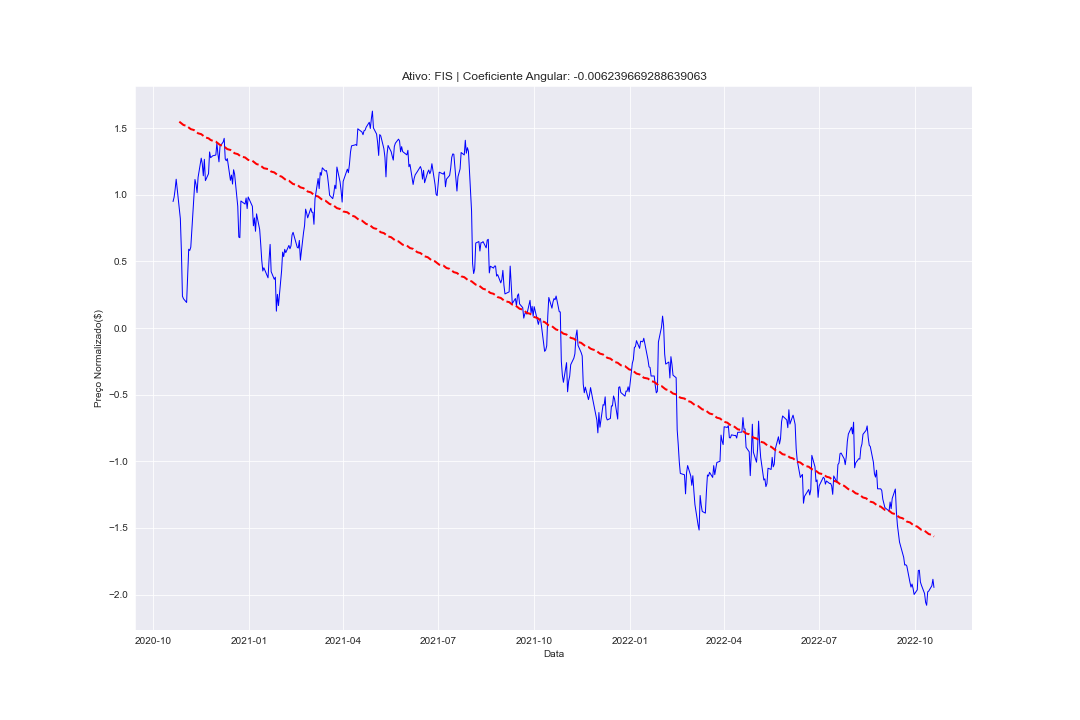 Ativo: FIS | Coeficiente Angular: -0.006239669288639063
1.5
1.0
0.5
0.0
−0.5
−1.0
−1.5
−2.0
Preço Normalizado($)
2020-10 2021-01 2021-04 2021-07 2021-10 2022-01 2022-04 2022-07 2022-10
Data